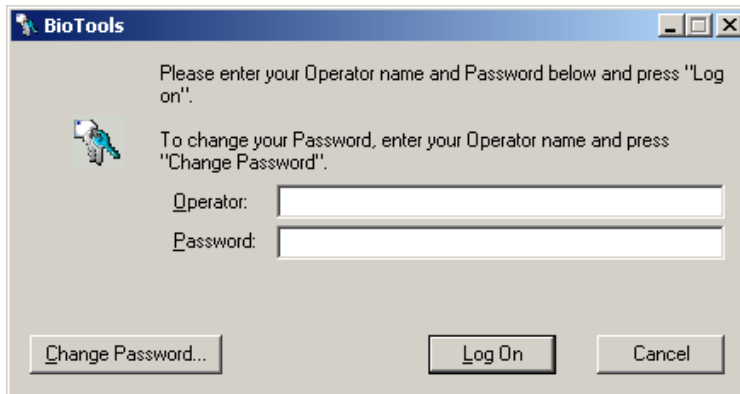 BioTools
Please enter your Operator name and Password below and press "Log
on".
To change your Password, enter your Operator name and press
"Change Password".
Operator:
Password:
Change Password... Log On Cancel